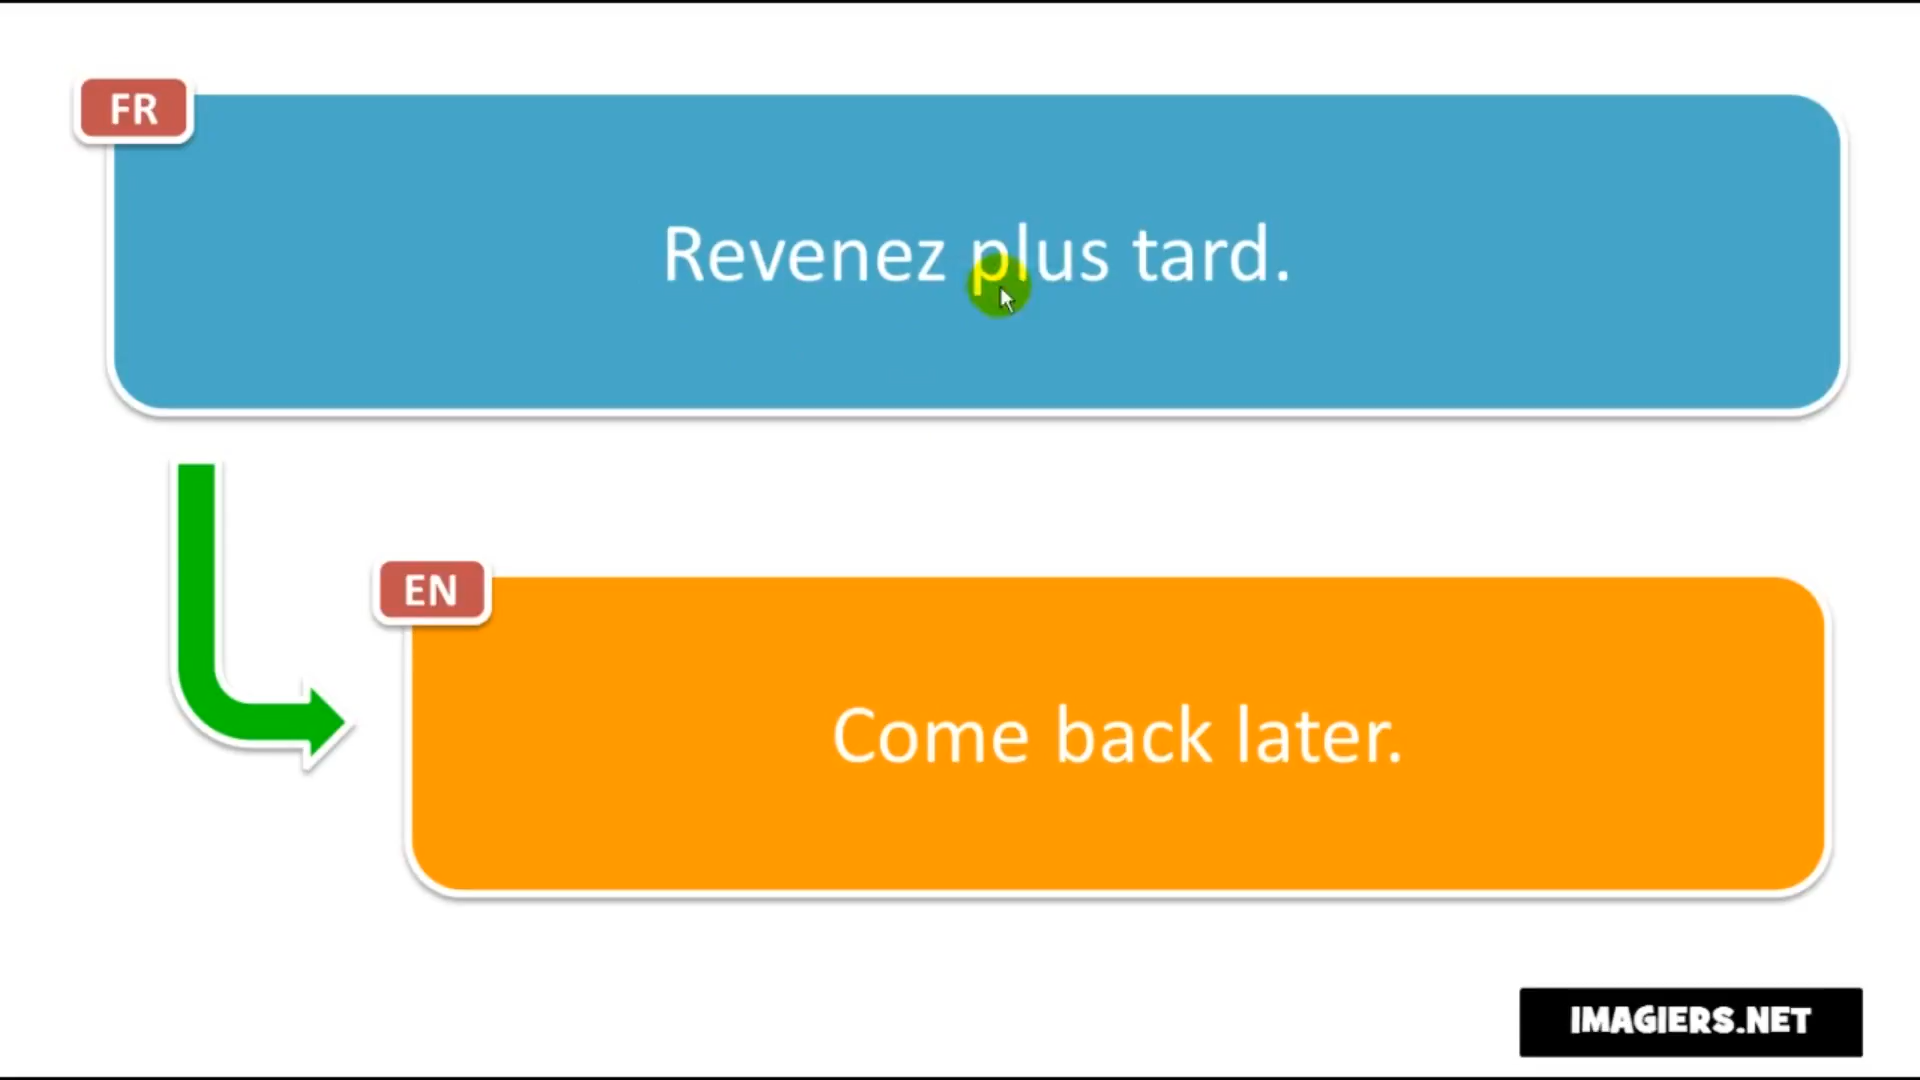 FR
Revenez plus tard.
EN
Come back later.
IMAGIERS.NET